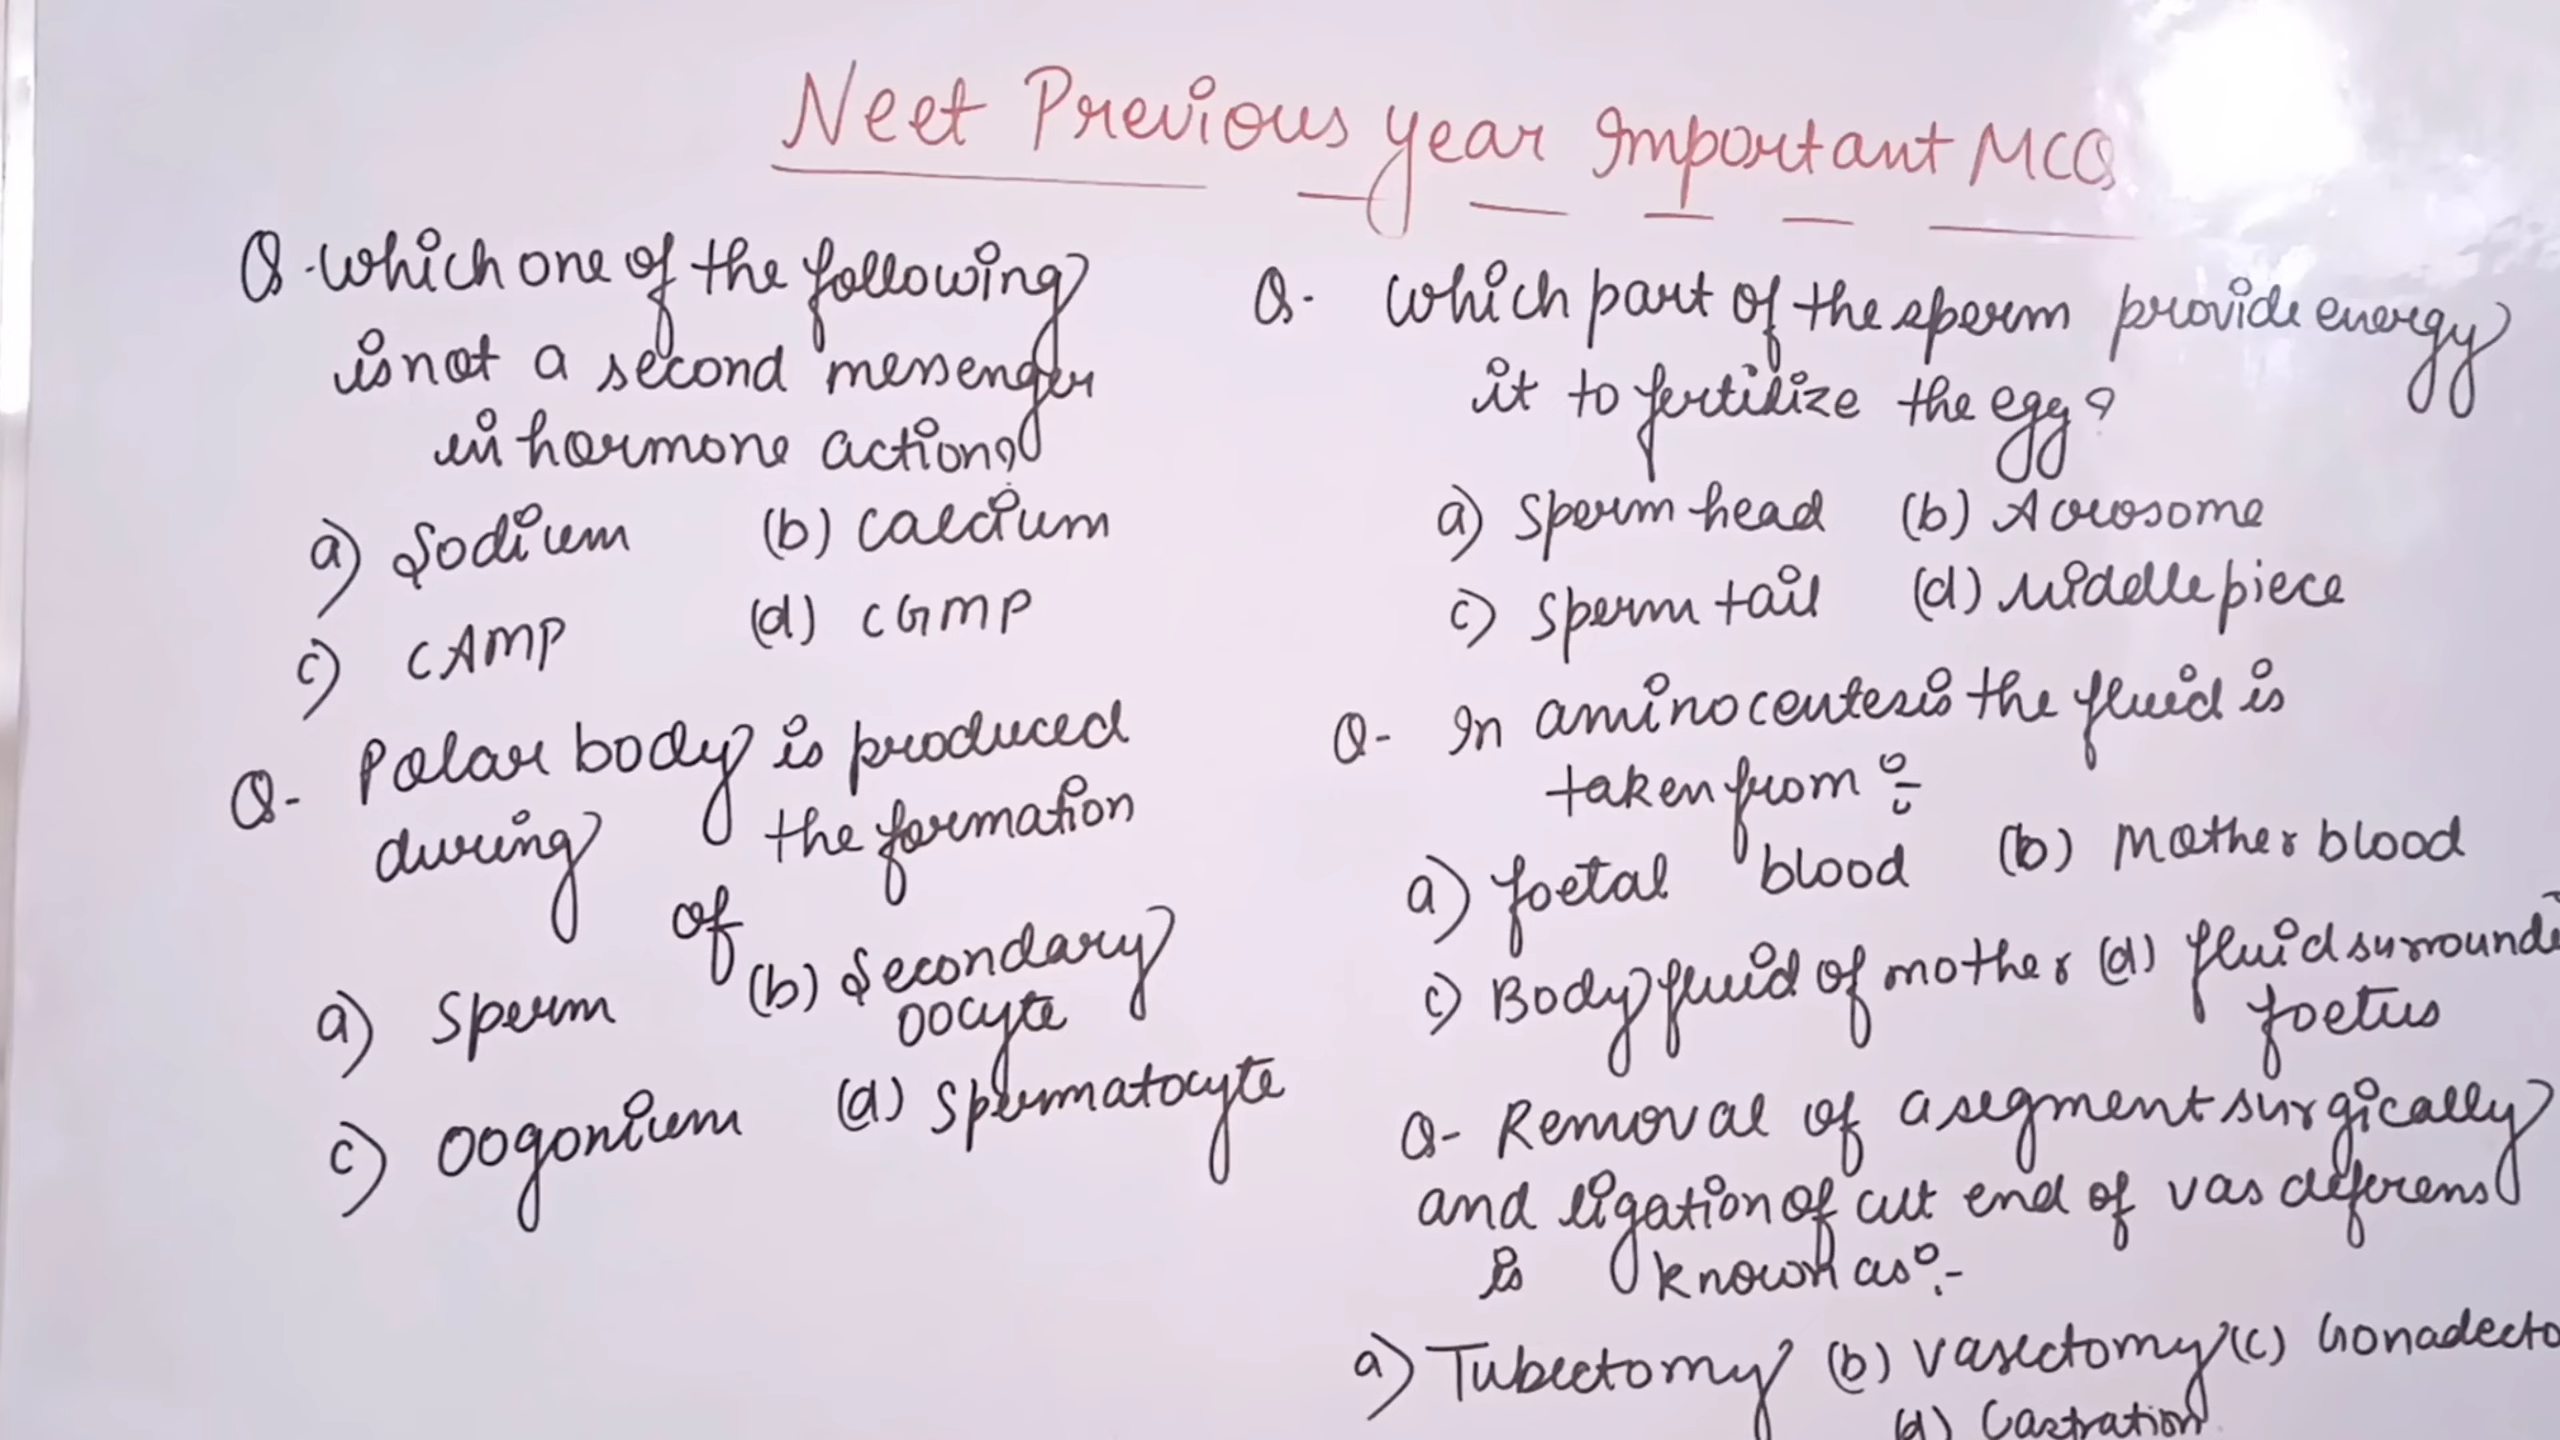 Neet Previous year Important MCQ
Q- Which one of the following
is not a second messenger
in hormone action?
a) Sodium (b) Calcium
c) cAMP (d) cGMP
Q- Polar body is produced
during the formation
of
a) Sperm (b) Secondary
oocyte
c) oogonium (d) Spermatocyte
Q- Which part of the sperm provide energy
it to fertilize the egg?
a) Sperm head (b) Acrosome
c) Sperm tail (d) Middle piece
Q- In aminocentesis the fluid is
taken from :-
a) foetal blood (b) Mother blood
c) Body fluid of mother (d) fluid surroundi
foetus
Q- Removal of a segment surgically
and ligation of cut end of vas deferens
is known as :-
a) Tubectomy (b) Vasectomy (c) Gonadecto
(d) Castration